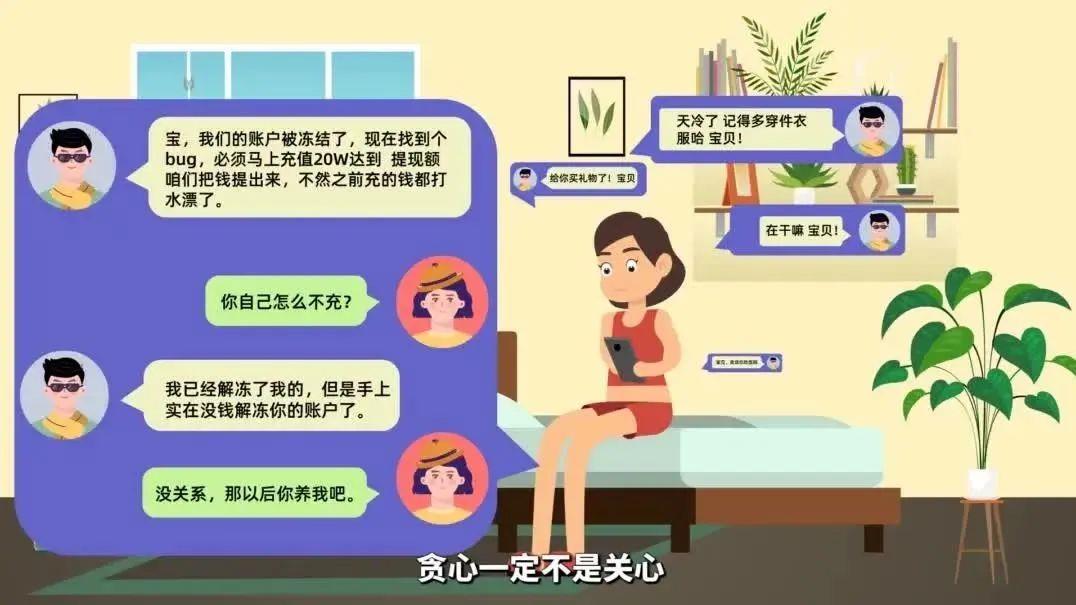 宝，我们的账户被冻结了，现在找到个
bug，必须马上充值20W达到 提现额
咱们把钱提出来，不然之前充的钱都打
水漂了。
你自己怎么不充？
我已经解冻了我的，但是手上
实在没钱解冻你的账户了。
没关系，那以后你养我吧。
天冷了 记得多穿件衣
服哈 宝贝！
给你买礼物了！宝贝
在干嘛 宝贝！
贪心一定不是关心